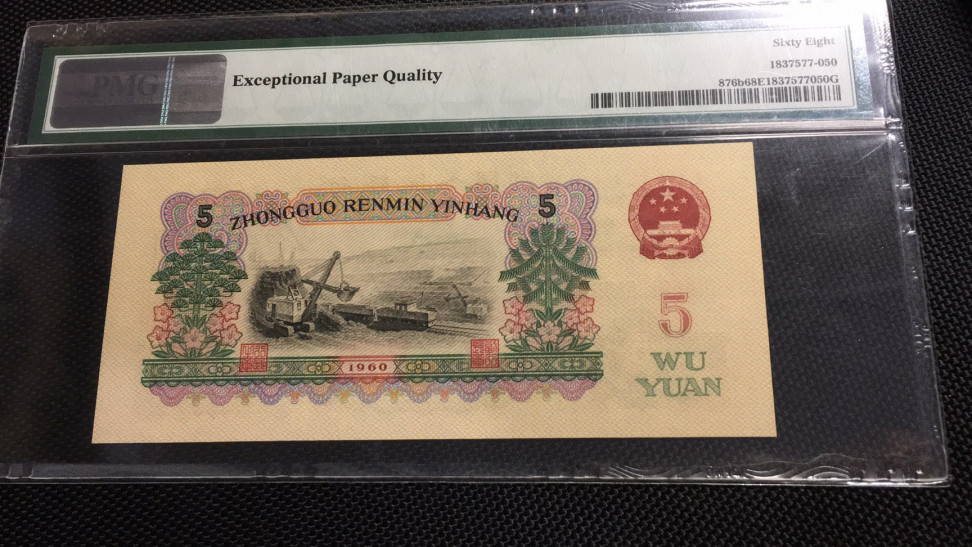 Sixty Eight
PMG
Exceptional Paper Quality
1837577-050
876b68E1837577050G
5 ZHONGGUO RENMIN YINHANG 5
5
WU
YUAN
1960